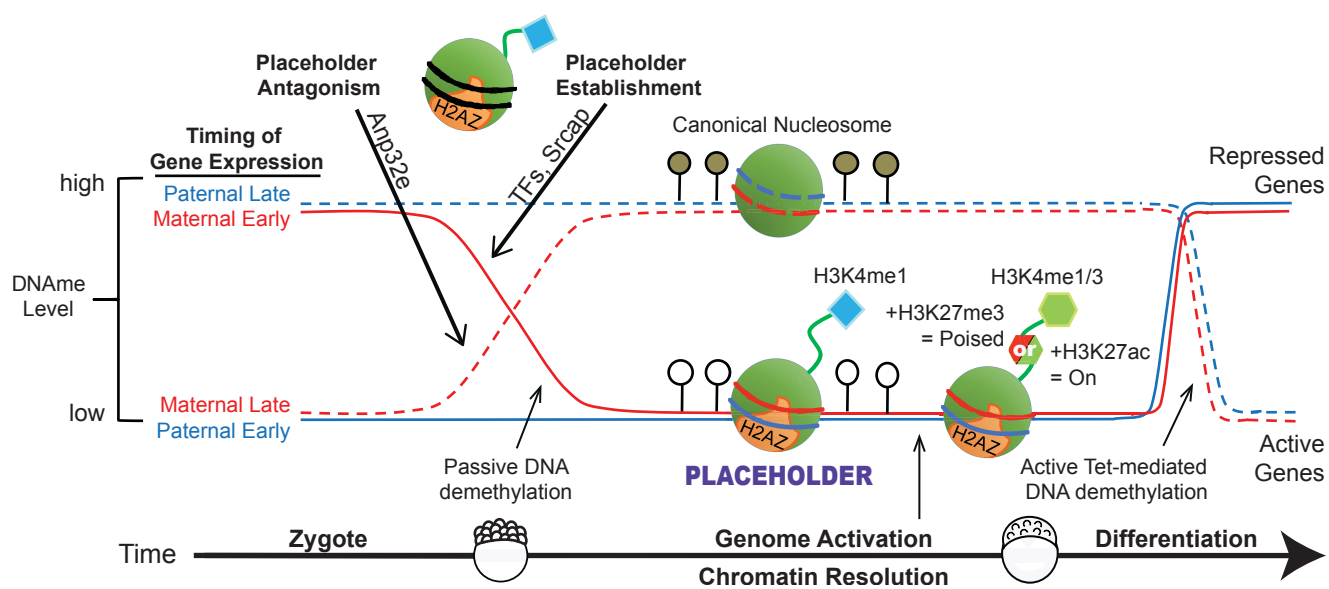 Placeholder
Antagonism
Placeholder
Establishment
H2AZ
Anp32e
TFs, Srcap
Timing of
Gene Expression
Canonical Nucleosome
Repressed
Genes
high
Paternal Late
Maternal Early
DNAme
Level
H3K4me1
H3K4me1/3
+H3K27me3
= Poised
or
+H3K27ac
= On
low
Maternal Late
Paternal Early
H2AZ
H2AZ
PLACEHOLDER
Passive DNA
demethylation
Active Tet-mediated
DNA demethylation
Active
Genes
Time
Zygote
Genome Activation
Chromatin Resolution
Differentiation